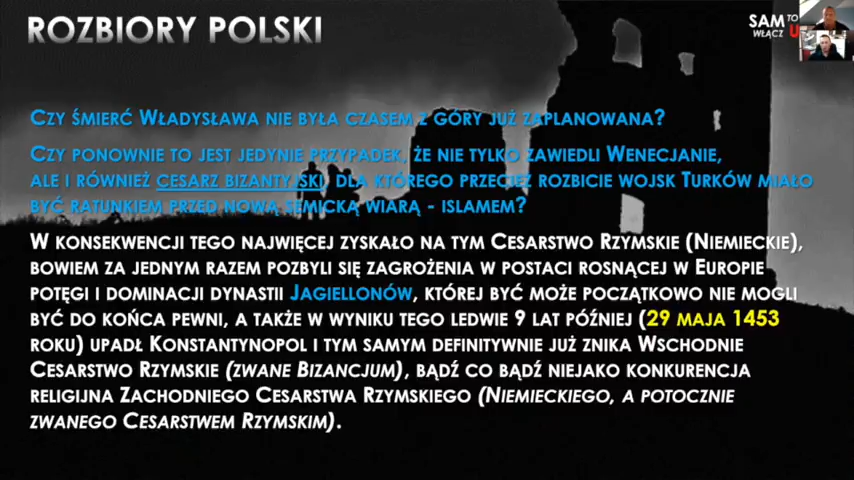 ROZBIORY POLSKI
SAM TO
WŁĄCZ U
CZY ŚMIERĆ WŁADYSŁAWA NIE BYŁA CZASEM Z GÓRY JUŻ ZAPLANOWANA?
CZY PONOWNIE TO JEST JEDYNIE PRZYPADEK, ŻE NIE TYLKO ZAWIEDLI WENECJANIE,
ALE I RÓWNIEŻ CESARZ BIZANTYJSKI, DLA KTÓREGO PRZECIEŻ ROZBICIE WOJSK TURKÓW MIAŁO
BYĆ RATUNKIEM PRZED NOWĄ SEMICKĄ WIARĄ - ISLAMEM?
W KONSEKWENCJI TEGO NAJWIĘCEJ ZYSKAŁO NA TYM CESARSTWO RZYMSKIE (NIEMIECKIE),
BOWIEM ZA JEDNYM RAZEM POZBYLI SIĘ ZAGROŻENIA W POSTACI ROSNĄCEJ W EUROPIE
POTĘGI I DOMINACJI DYNASTII JAGIELLONÓW, KTÓREJ BYĆ MOŻE POCZĄTKOWO NIE MOGLI
BYĆ DO KOŃCA PEWNI, A TAKŻE W WYNIKU TEGO LEDWIE 9 LAT PÓŹNIEJ (29 MAJA 1453
ROKU) UPADŁ KONSTANTYNOPOL I TYM SAMYM DEFINITYWNIE JUŻ ZNIKA WSCHODNIE
CESARSTWO RZYMSKIE (ZWANE BIZANCJUM), BĄDŹ CO BĄDŹ NIEJAKO KONKURENCJA
RELIGIJNA ZACHODNIEGO CESARSTWA RZYMSKIEGO (NIEMIECKIEGO, A POTOCZNIE
ZWANEGO CESARSTWEM RZYMSKIM).